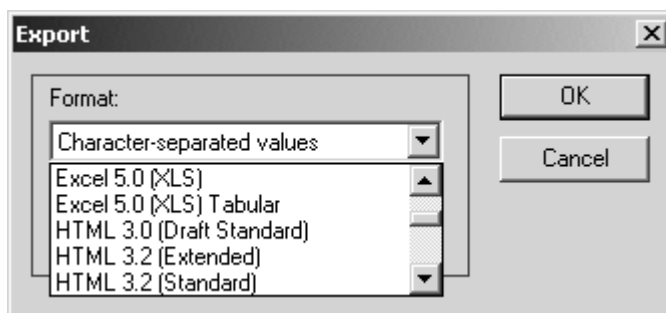 Export
Format:
Character-separated values
Excel 5.0 (XLS)
Excel 5.0 (XLS) Tabular
HTML 3.0 (Draft Standard)
HTML 3.2 (Extended)
HTML 3.2 (Standard)
OK
Cancel